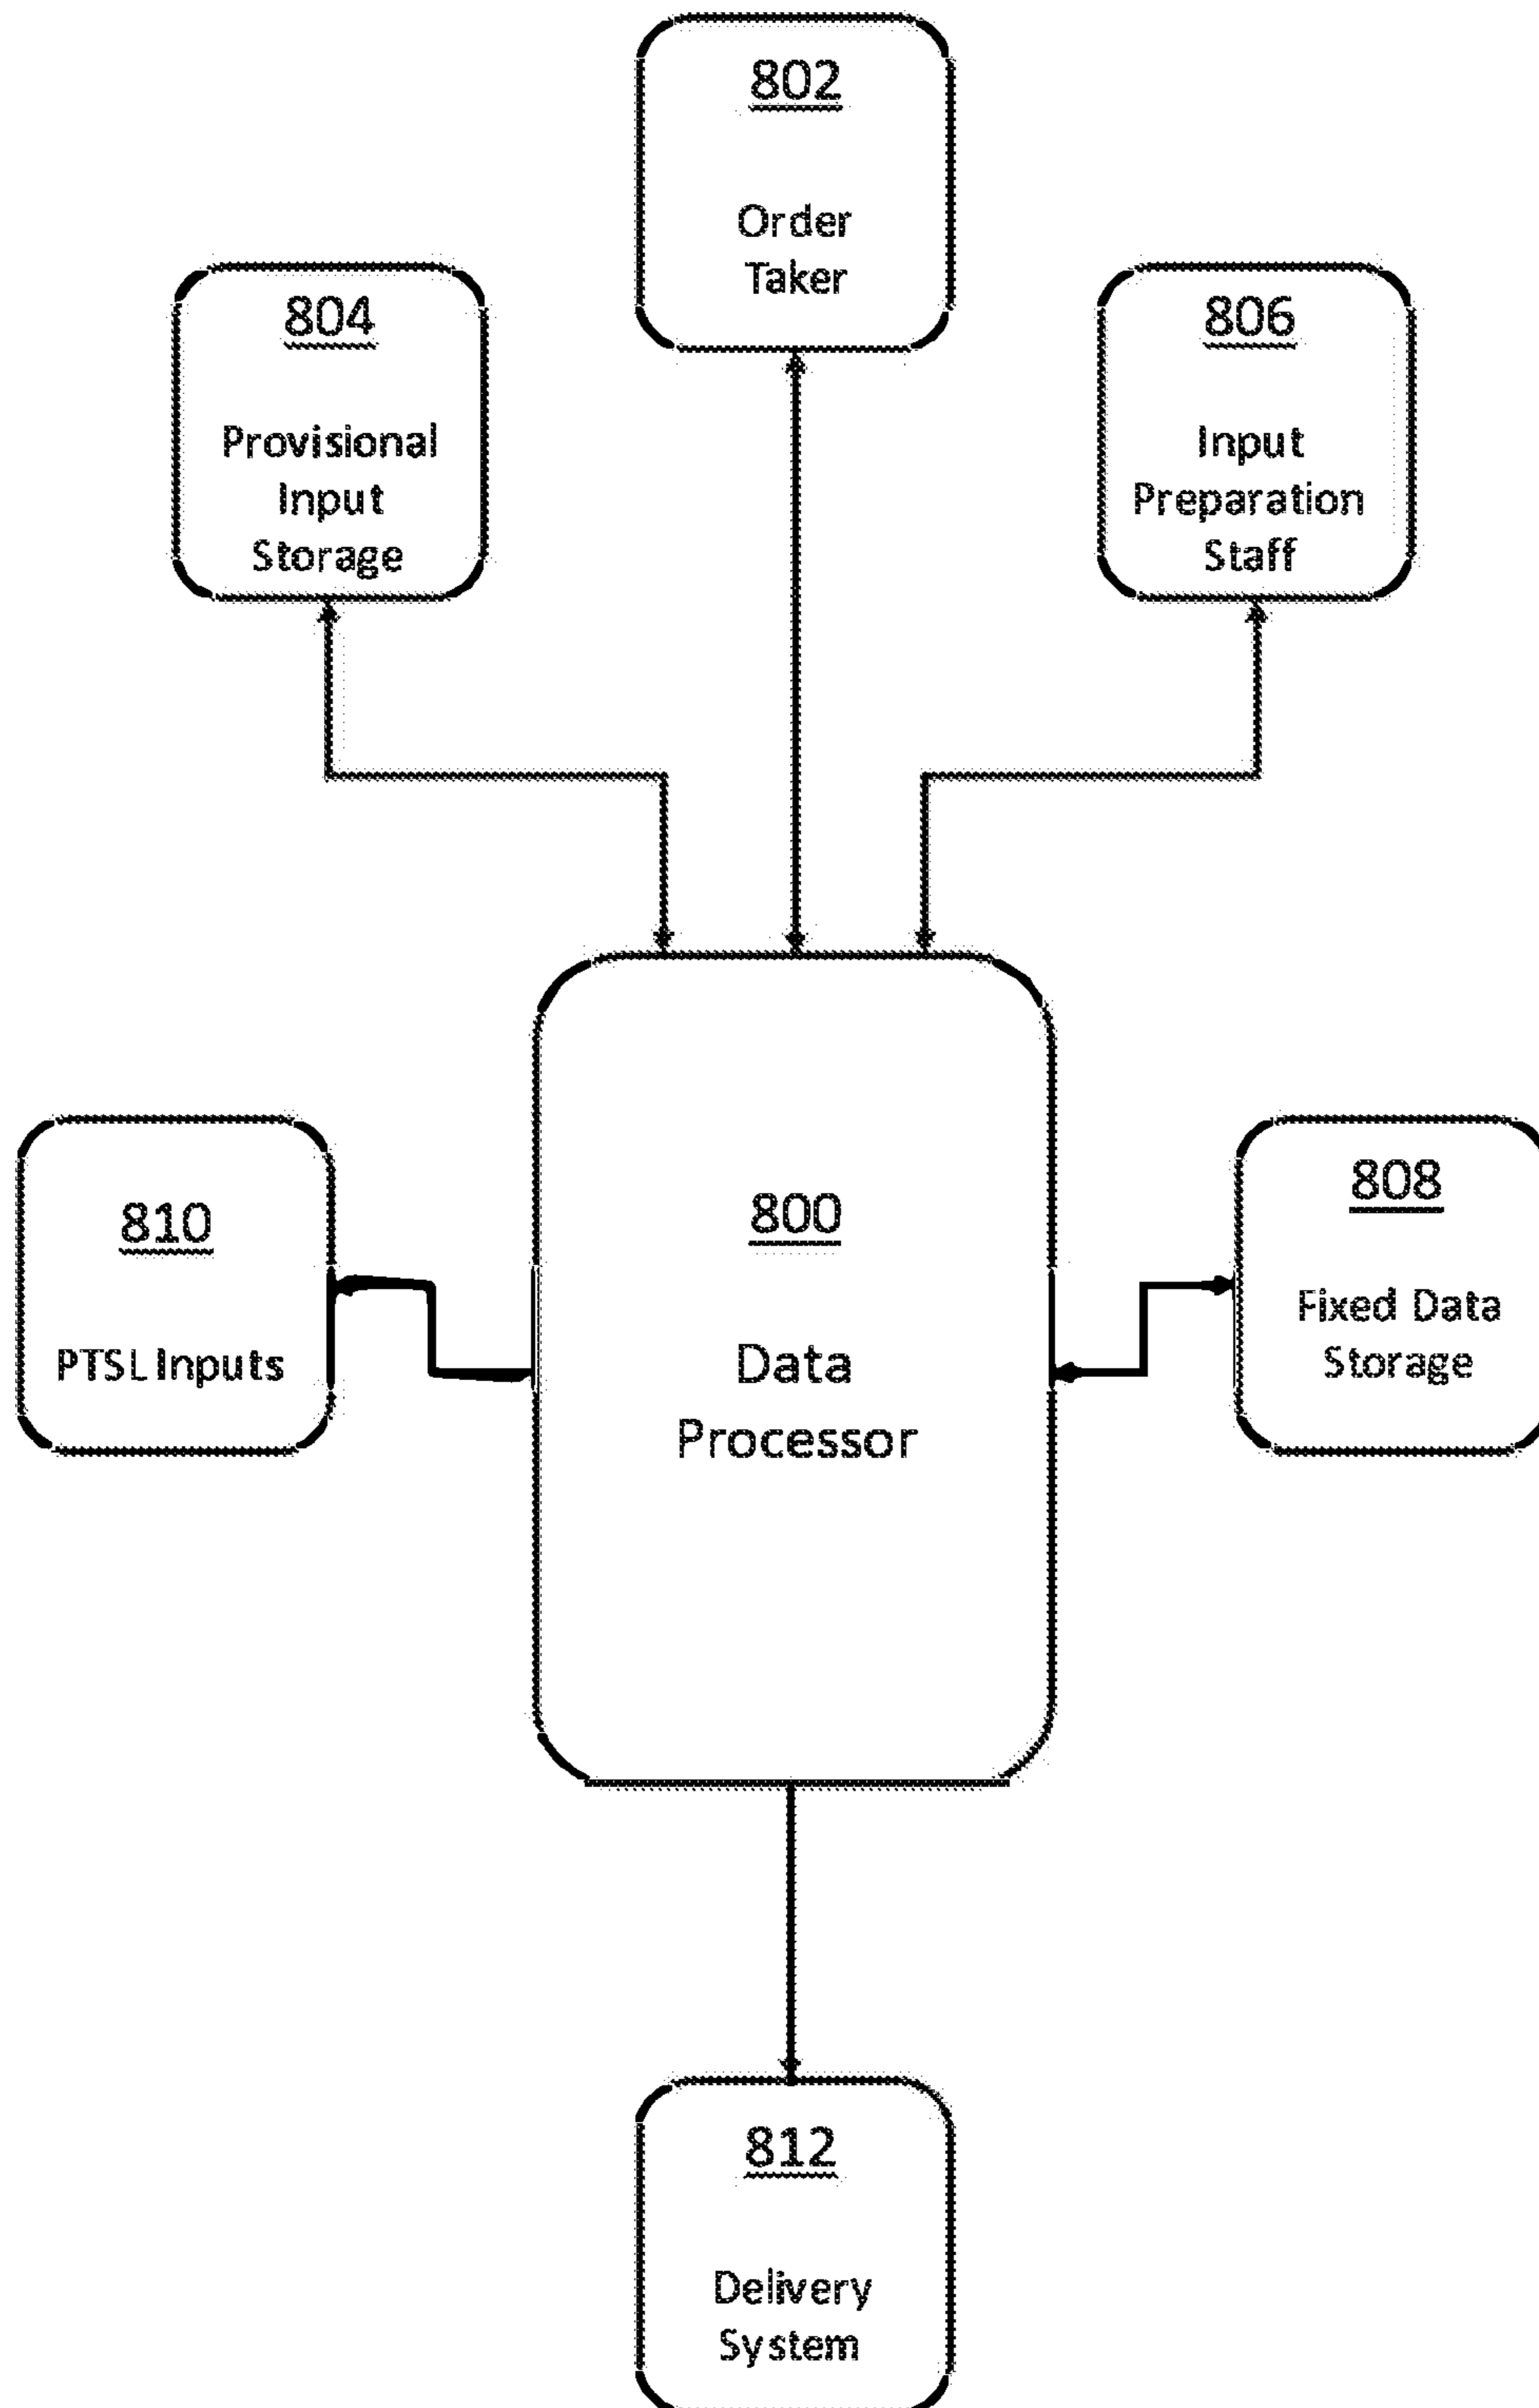 802
Order
Taker
804
Provisional
Input
Storage
806
Input
Preparation
Staff
810
PTSL Inputs
800
Data
Processor
808
Fixed Data
Storage
812
Delivery
System